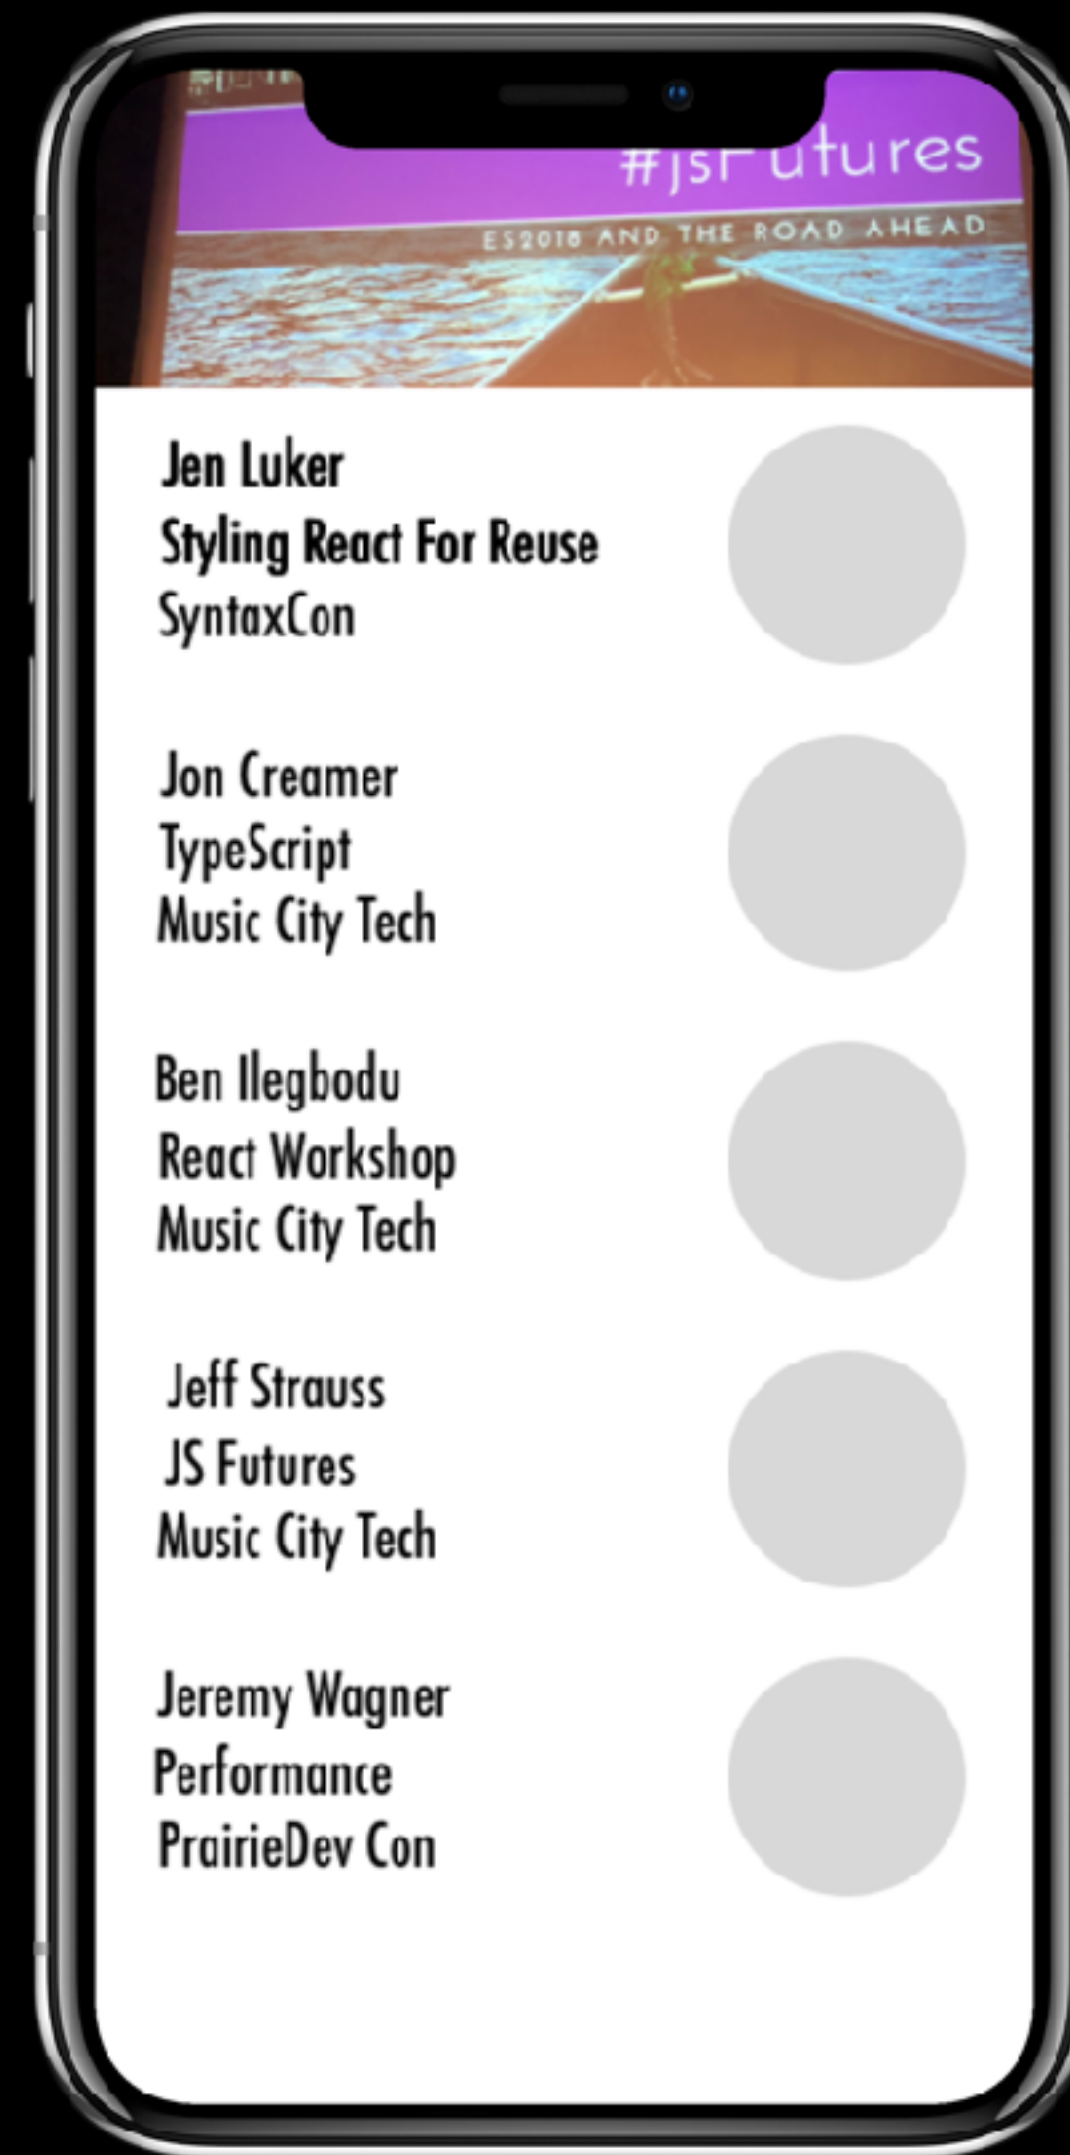 #jsFutures
ES2018 AND THE ROAD AHEAD
Jen Luker
Styling React For Reuse
SyntaxCon
Jon Creamer
TypeScript
Music City Tech
Ben Ilegbodu
React Workshop
Music City Tech
Jeff Strauss
JS Futures
Music City Tech
Jeremy Wagner
Performance
PrairieDev Con